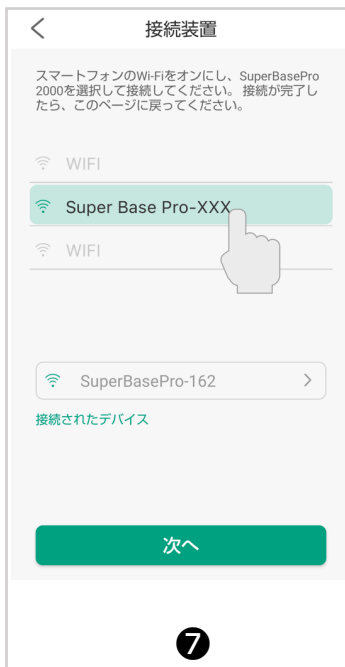 接続装置
スマートフォンのWi-Fiをオンにし、SuperBasePro
2000を選択して接続してください。 接続が完了し
たら、このページに戻ってください。
WIFI
Super Base Pro-XXX
WIFI
SuperBasePro-162
接続されたデバイス
次へ
7